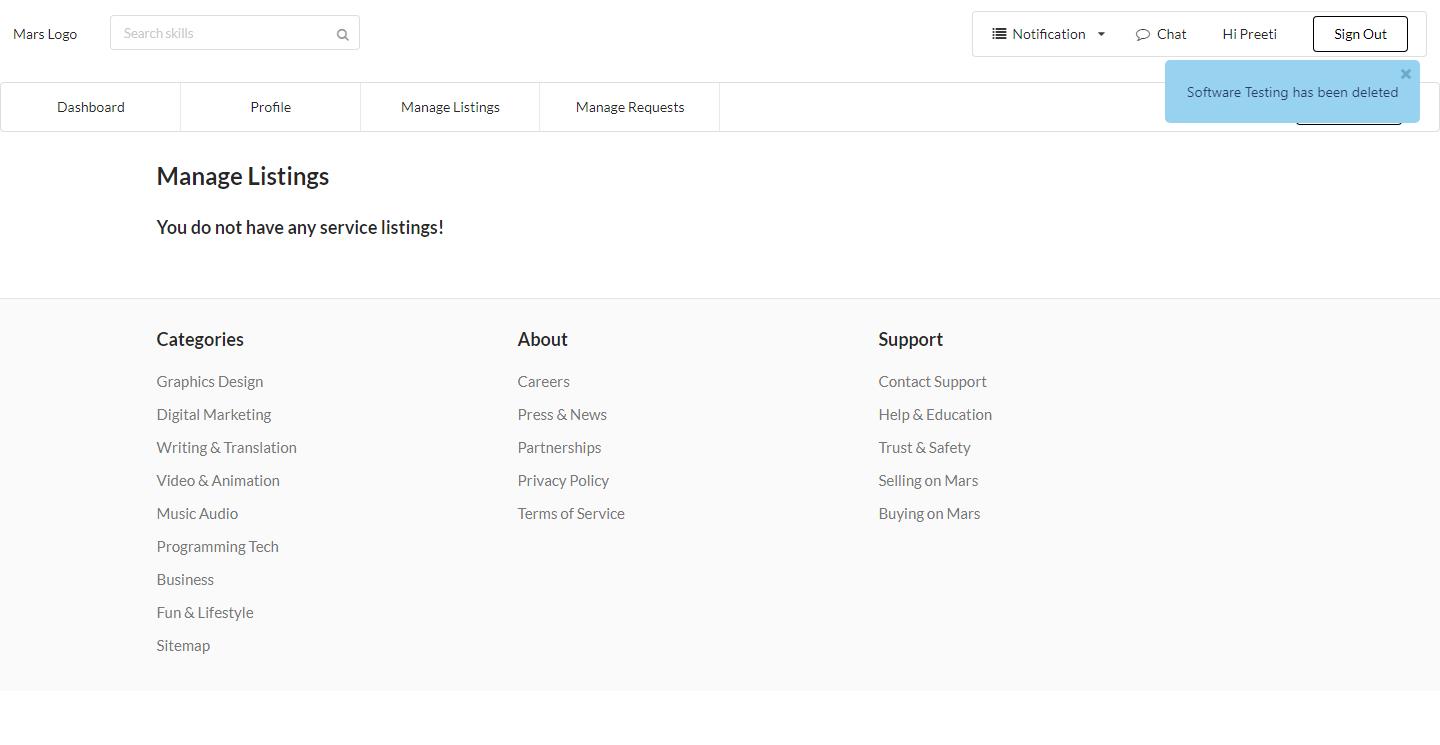 Mars Logo
Search skills
Notification
Chat
Hi Preeti
Sign Out
Software Testing has been deleted
Dashboard
Profile
Manage Listings
Manage Requests
Manage Listings
You do not have any service listings!
Categories
Graphics Design
Digital Marketing
Writing & Translation
Video & Animation
Music Audio
Programming Tech
Business
Fun & Lifestyle
Sitemap
About
Careers
Press & News
Partnerships
Privacy Policy
Terms of Service
Support
Contact Support
Help & Education
Trust & Safety
Selling on Mars
Buying on Mars